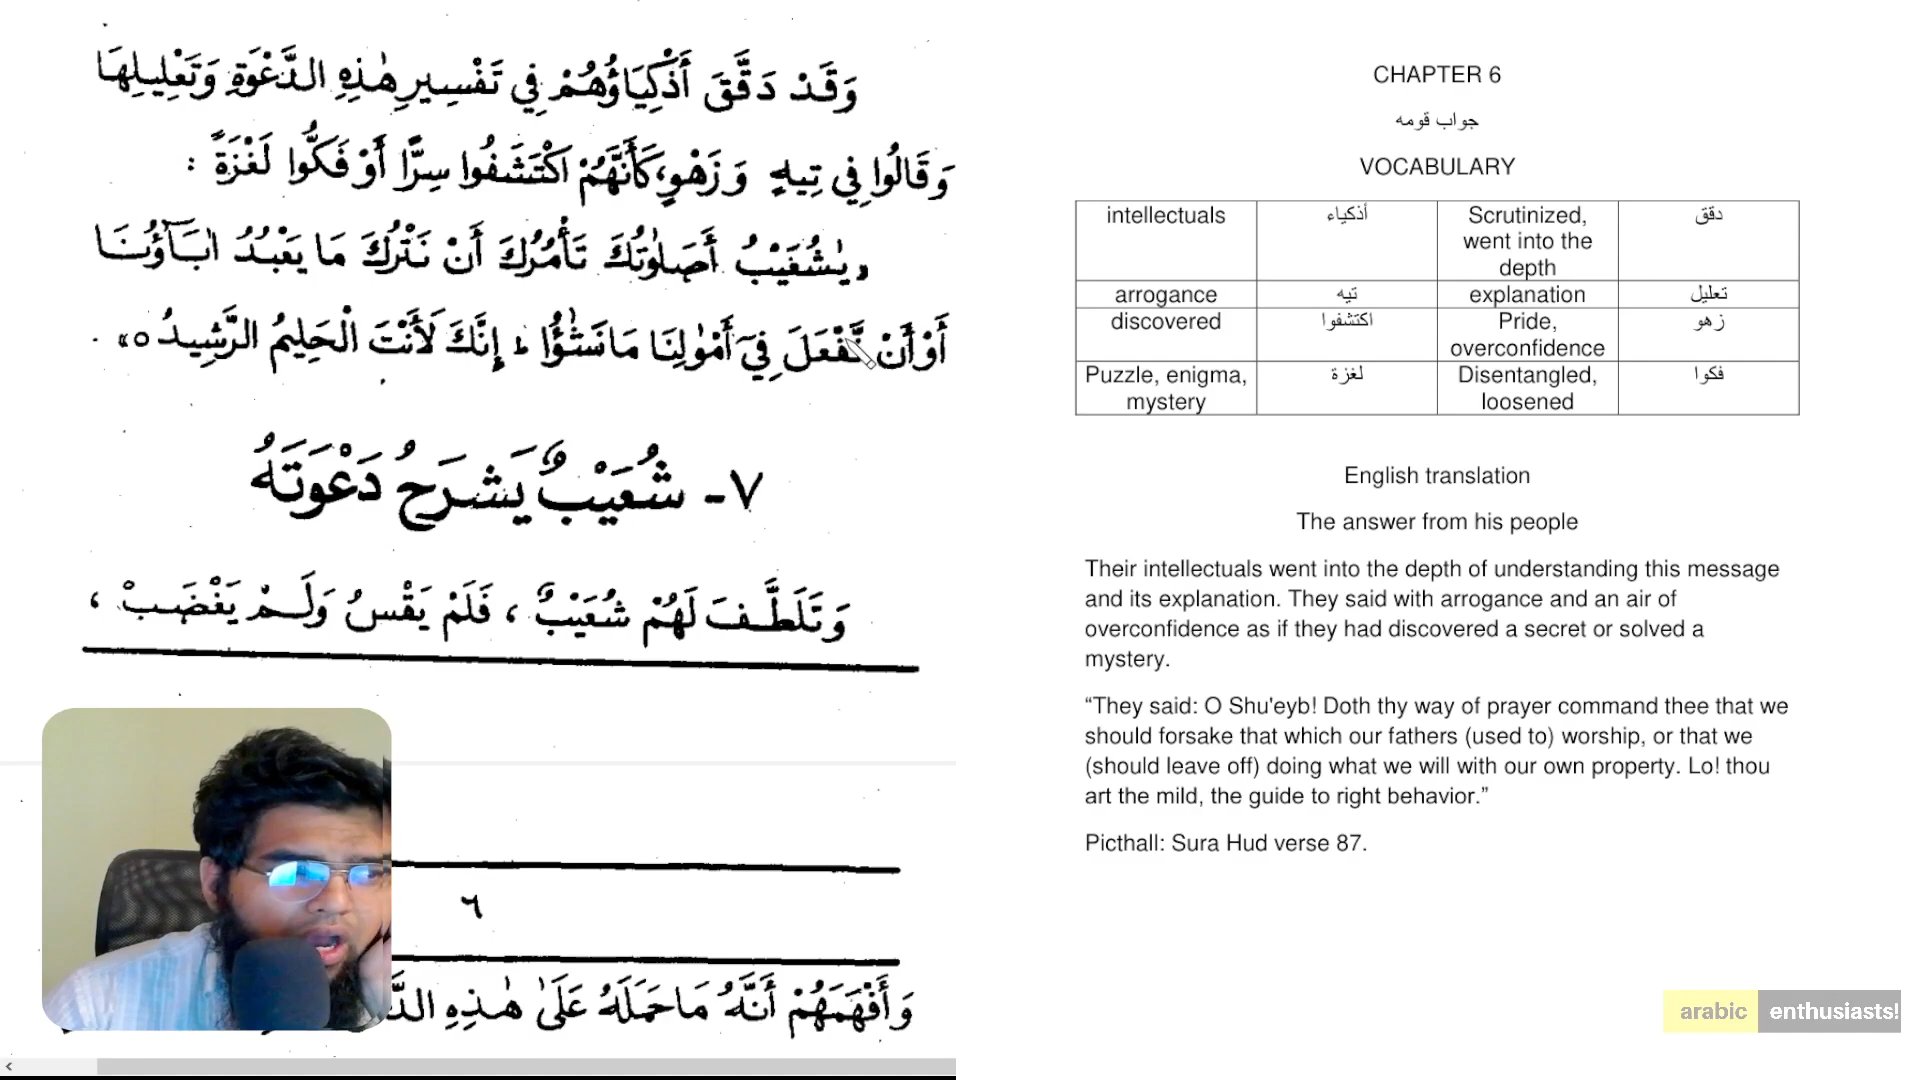 وَقَدْ دَقَّقَ أَذْكِيَاؤُهُمْ فِي تَفْسِيرِ هٰذِهِ الدَّعْوَةِ وَتَعْلِيلِهَا
وَقَالُوا فِي تِيهٍ وَزَهْوٍ، كَأَنَّهُمْ اكْتَشَفُوا سِرًّا أَوْ فَكُّوا لَغْزَةً :
«يٰشُعَيْبُ أَصَلٰوتُكَ تَأْمُرُكَ أَنْ نَتْرُكَ مَا يَعْبُدُ اٰبَآؤُنَا
أَوْ أَنْ نَّفْعَلَ فِيٓ أَمْوٰلِنَا مَا نَشٰٓؤُا ط إِنَّكَ لَأَنْتَ الْحَلِيمُ الرَّشِيدُ ٥» .
٧- شُعَيْبٌ يَشرَحُ دَعْوَتَهُ
وَتَلَطَّفَ لَهُمْ شُعَيْبٌ ، فَلَمْ يَقْسُ وَلَمْ يَغْضَبْ ،
٦
وَأَفْهَمَهُمْ أَنَّهُ مَا حَمَلَهُ عَلَىٰ هٰذِهِ
CHAPTER 6
جواب قومه
VOCABULARY
intellectuals أذكياء Scrutinized, دقق
went into the
depth
arrogance تيه explanation تعليل
discovered اكتشفوا Pride, زهو
overconfidence
Puzzle, enigma, لغزة Disentangled, فكوا
mystery loosened
English translation
The answer from his people
Their intellectuals went into the depth of understanding this message
and its explanation. They said with arrogance and an air of
overconfidence as if they had discovered a secret or solved a
mystery.
“They said: O Shu'eyb! Doth thy way of prayer command thee that we
should forsake that which our fathers (used to) worship, or that we
(should leave off) doing what we will with our own property. Lo! thou
art the mild, the guide to right behavior.”
Picthall: Sura Hud verse 87.
arabic enthusiasts!